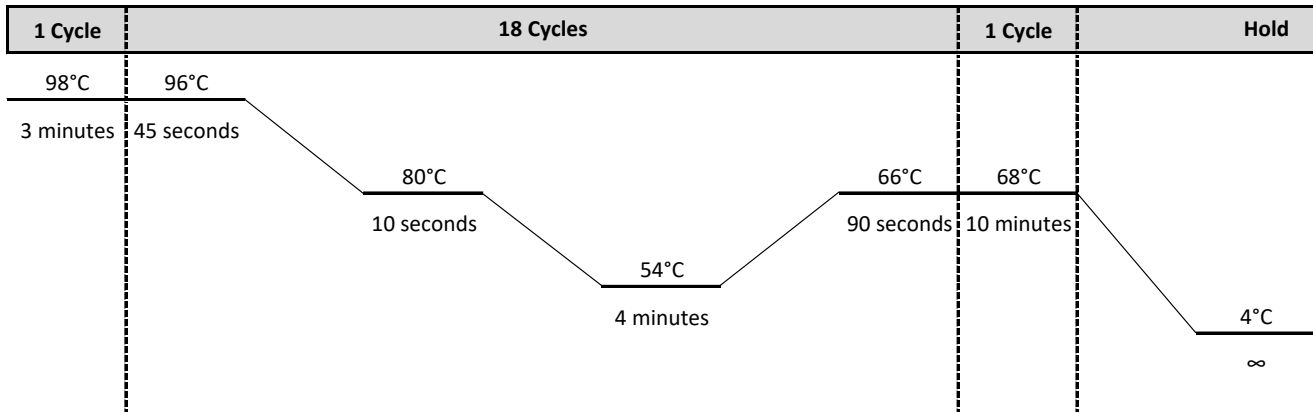 1 Cycle
18 Cycles
1 Cycle
Hold
98°C
3 minutes
96°C
45 seconds
80°C
10 seconds
54°C
4 minutes
66°C
90 seconds
68°C
10 minutes
4°C
∞